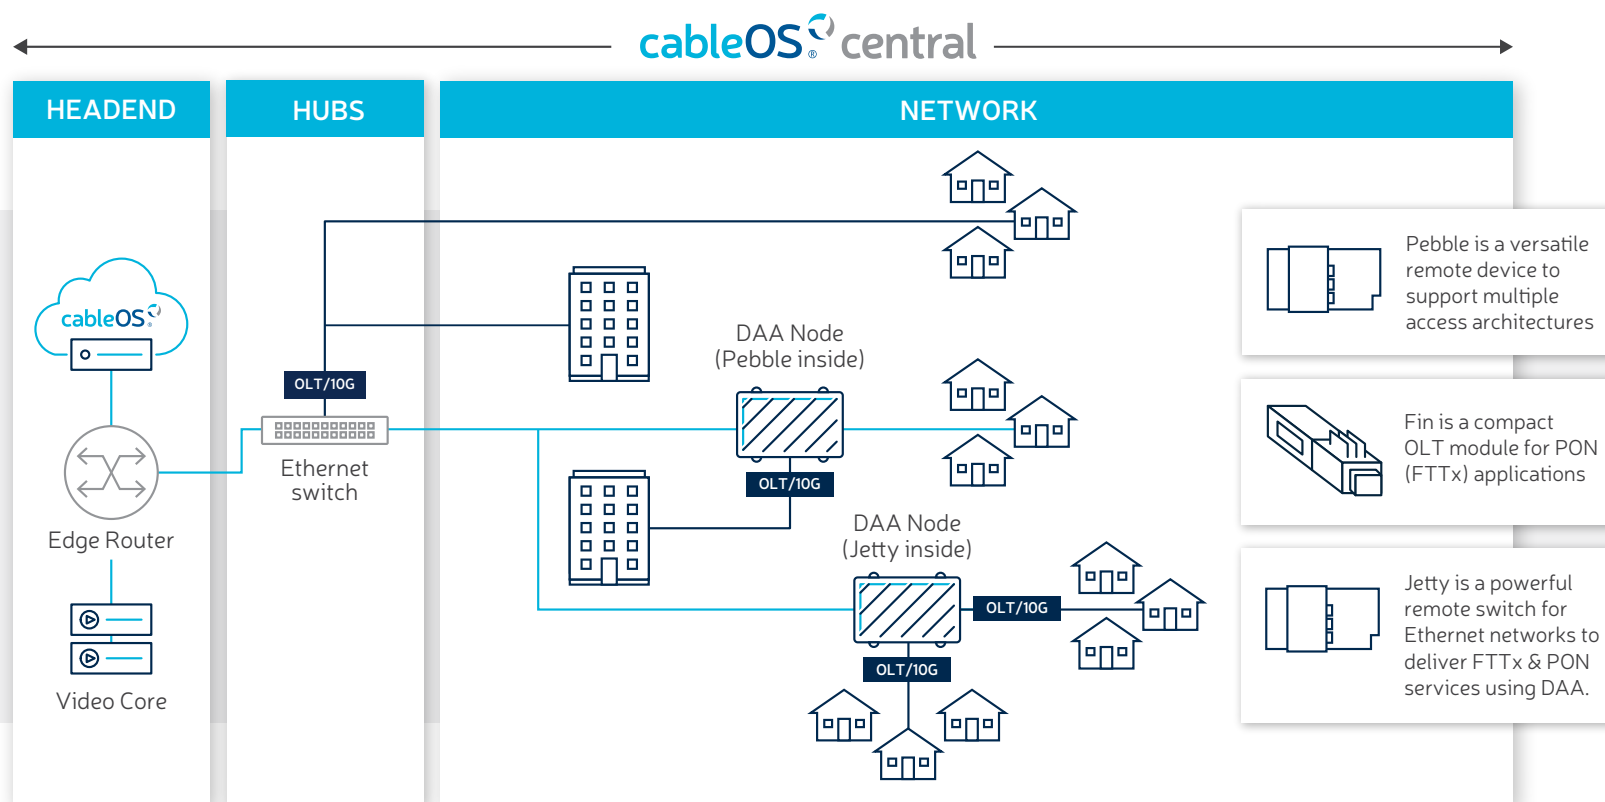 cableOS® central
HEADEND
HUBS
NETWORK
cableOS®
Edge Router
Video Core
OLT/10G
Ethernet
switch
DAA Node
(Pebble inside)
OLT/10G
DAA Node
(Jetty inside)
OLT/10G
OLT/10G
Pebble is a versatile
remote device to
support multiple
access architectures
Fin is a compact
OLT module for PON
(FTTx) applications
Jetty is a powerful
remote switch for
Ethernet networks to
deliver FTTx & PON
services using DAA.